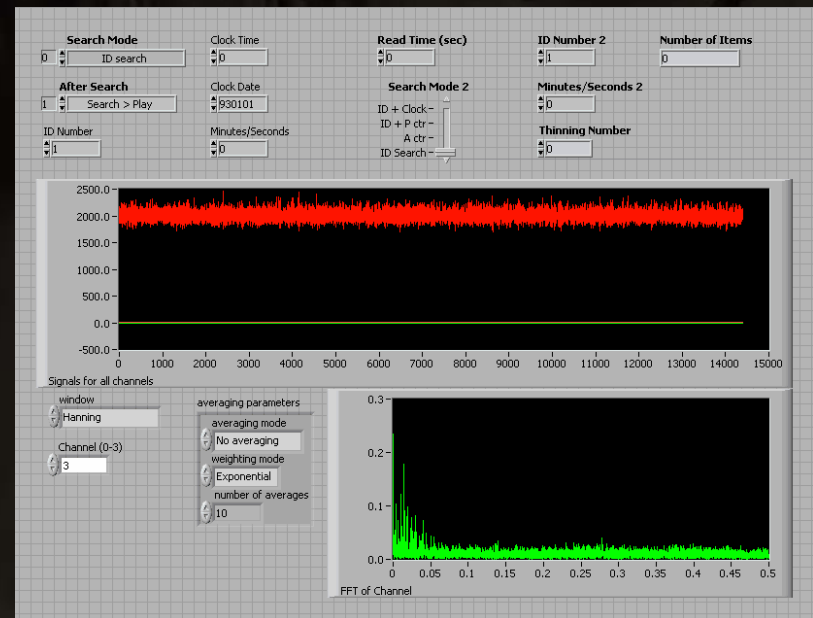 Search Mode
0 ID search
After Search
1 Search > Play
ID Number
1
Clock Time
0
Clock Date
930101
Minutes/Seconds
0
Read Time (sec)
0
Search Mode 2
ID + Clock
ID + P ctr
A ctr
ID Search
ID Number 2
1
Minutes/Seconds 2
0
Thinning Number
0
Number of Items
0
2500.0
2000.0
1500.0
1000.0
500.0
0.0
-500.0
0 1000 2000 3000 4000 5000 6000 7000 8000 9000 10000 11000 12000 13000 14000 15000
Signals for all channels
window
Hanning
Channel (0-3)
3
averaging parameters
averaging mode
No averaging
weighting mode
Exponential
number of averages
10
0.3
0.2
0.1
0.0
0 0.05 0.1 0.15 0.2 0.25 0.3 0.35 0.4 0.45 0.5
FFT of Channel